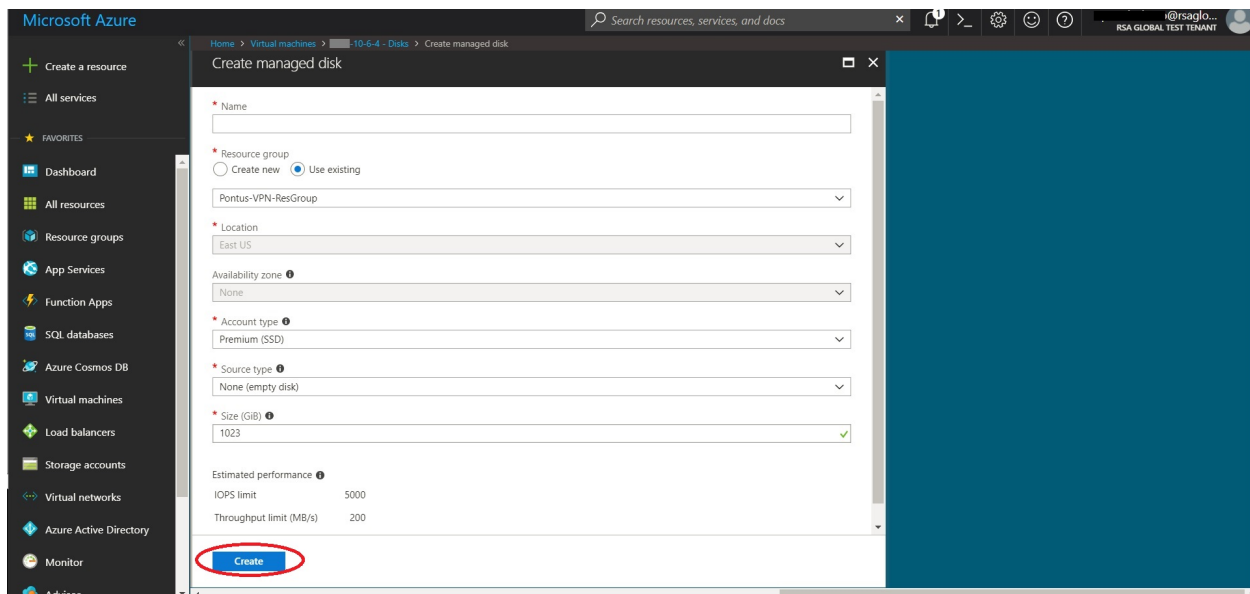 Microsoft Azure
Search resources, services, and docs
1
@rsaglo...
RSA GLOBAL TEST TENANT
Home > Virtual machines > -10-6-4 - Disks > Create managed disk
Create managed disk
Create a resource
All services
FAVORITES
Dashboard
All resources
Resource groups
App Services
Function Apps
SQL databases
Azure Cosmos DB
Virtual machines
Load balancers
Storage accounts
Virtual networks
Azure Active Directory
Monitor
* Name
* Resource group
Create new Use existing
Pontus-VPN-ResGroup
* Location
East US
Availability zone
None
* Account type
Premium (SSD)
* Source type
None (empty disk)
* Size (GiB)
1023
Estimated performance
IOPS limit 5000
Throughput limit (MB/s) 200
Create